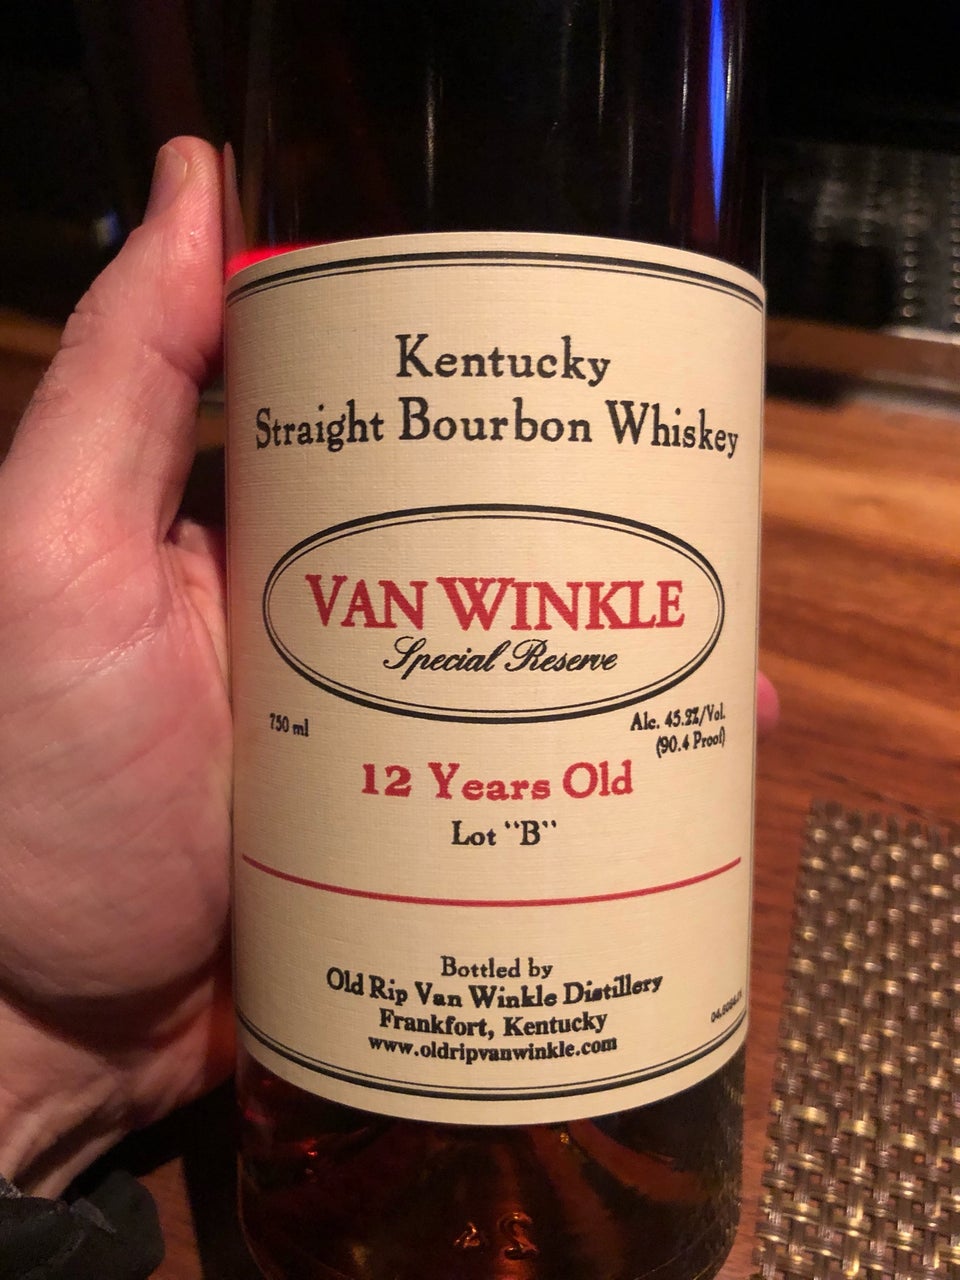 Kentucky
Straight Bourbon Whiskey
VAN WINKLE
Special Reserve
750 ml
Alc. 45.2%/Vol.
(90.4 Proof)
12 Years Old
Lot "B"
Bottled by
Old Rip Van Winkle Distillery
Frankfort, Kentucky
www.oldripvanwinkle.com